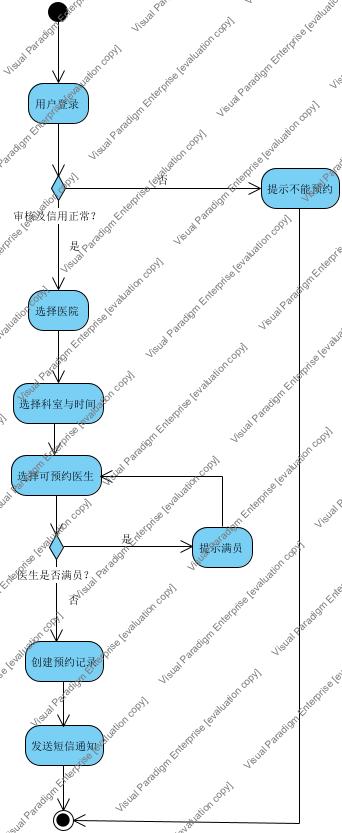 用户登录
否
提示不能预约
审核及信用正常？
是
选择医院
选择科室与时间
选择可预约医生
是
提示满员
医生是否满员？
否
创建预约记录
发送短信通知
Visual Paradigm Enterprise [evaluation copy]